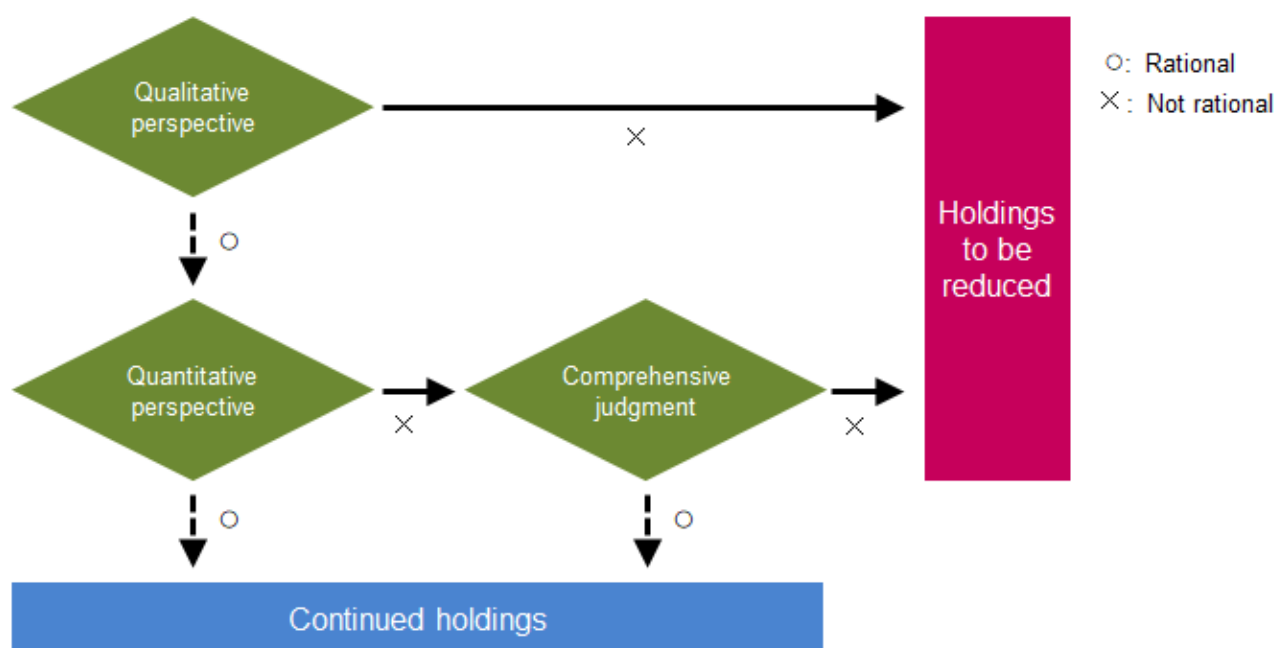 Qualitative
perspective
○: Rational
×: Not rational
×
Holdings
to be
reduced
○
Quantitative
perspective
×
Comprehensive
judgment
×
○
○
Continued holdings